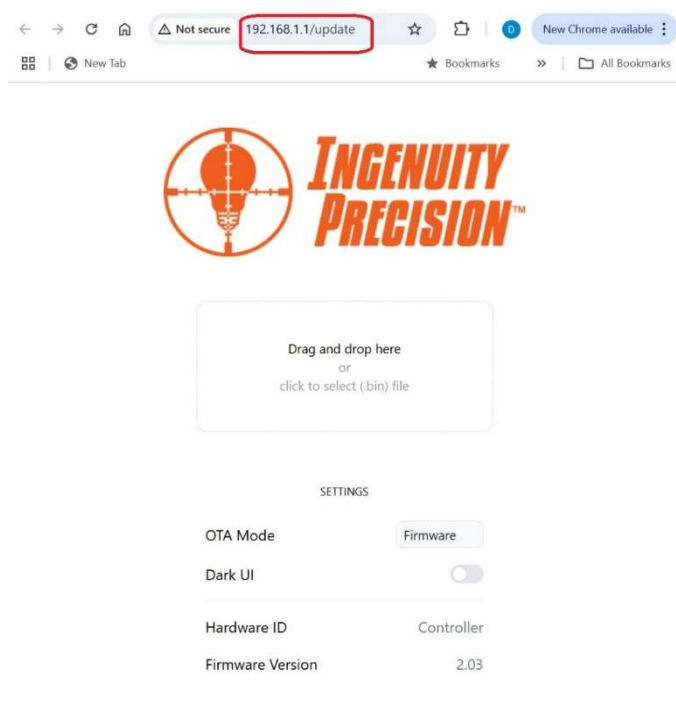 Not secure 192.168.1.1/update D New Chrome available
New Tab Bookmarks » All Bookmarks
INGENUITY
PRECISION™
Drag and drop here
or
click to select (.bin) file
SETTINGS
OTA Mode Firmware
Dark UI
Hardware ID Controller
Firmware Version 2.03